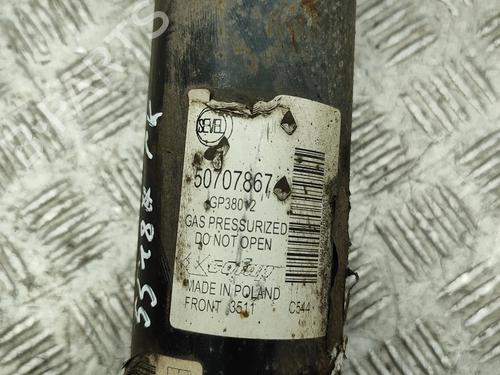 SEVEL
50707867
GP38012
GAS PRESSURIZED
DO NOT OPEN
MADE IN POLAND
FRONT 3511 C544